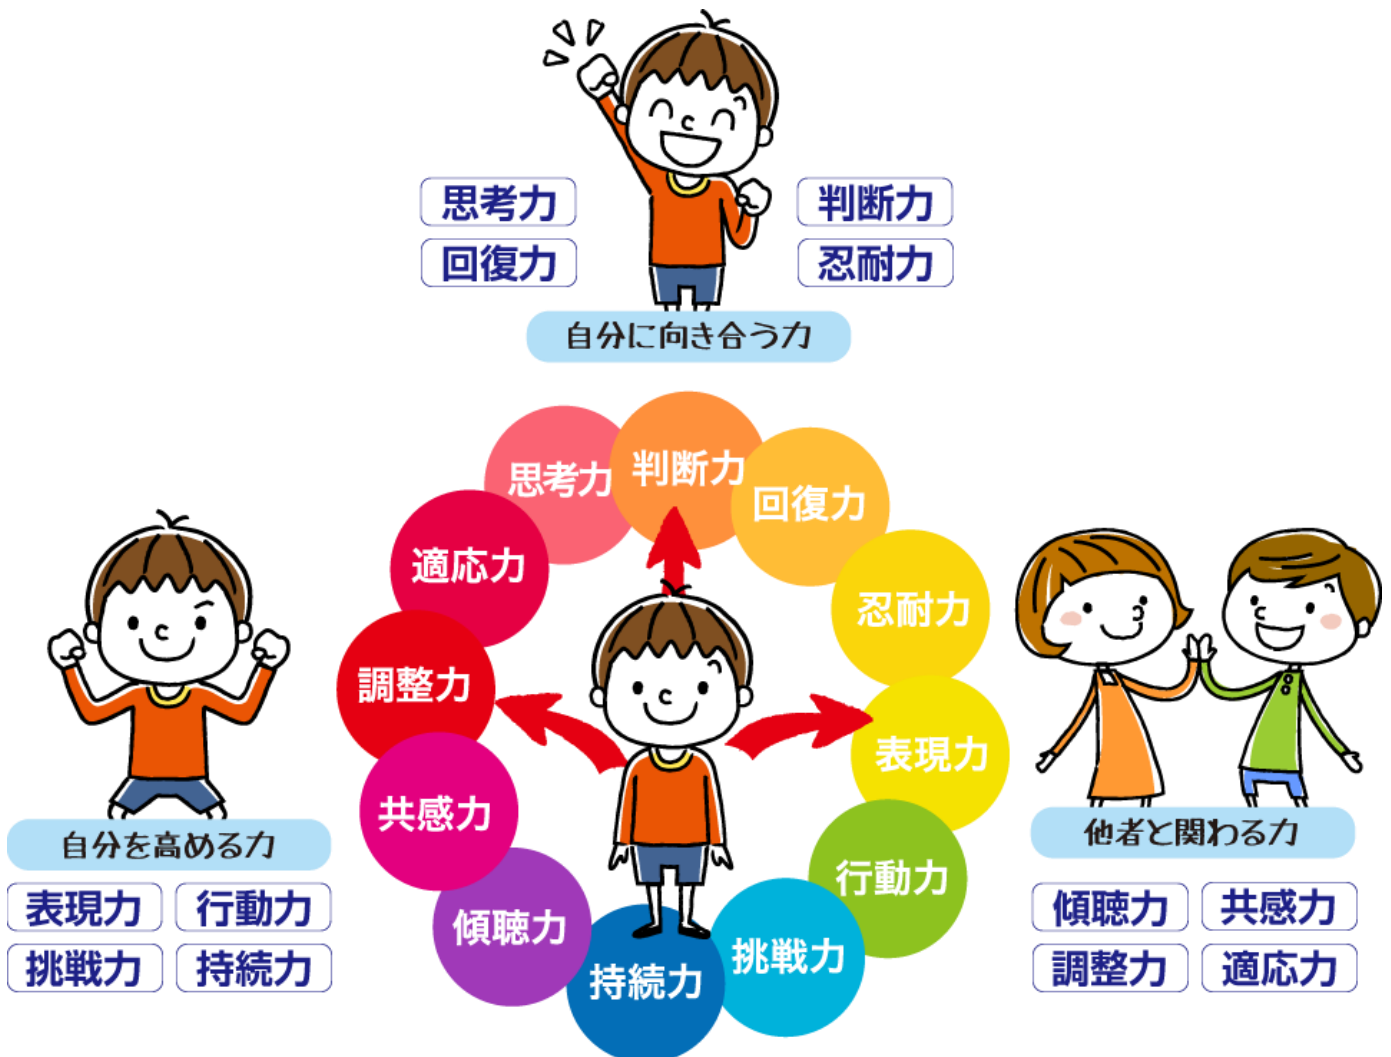 思考力
判断力
回復力
忍耐力
自分に向き合う力
思考力
判断力
回復力
忍耐力
表現力
行動力
挑戦力
持続力
傾聴力
共感力
調整力
適応力
自分を高める力
表現力
行動力
挑戦力
持続力
他者と関わる力
傾聴力
共感力
調整力
適応力